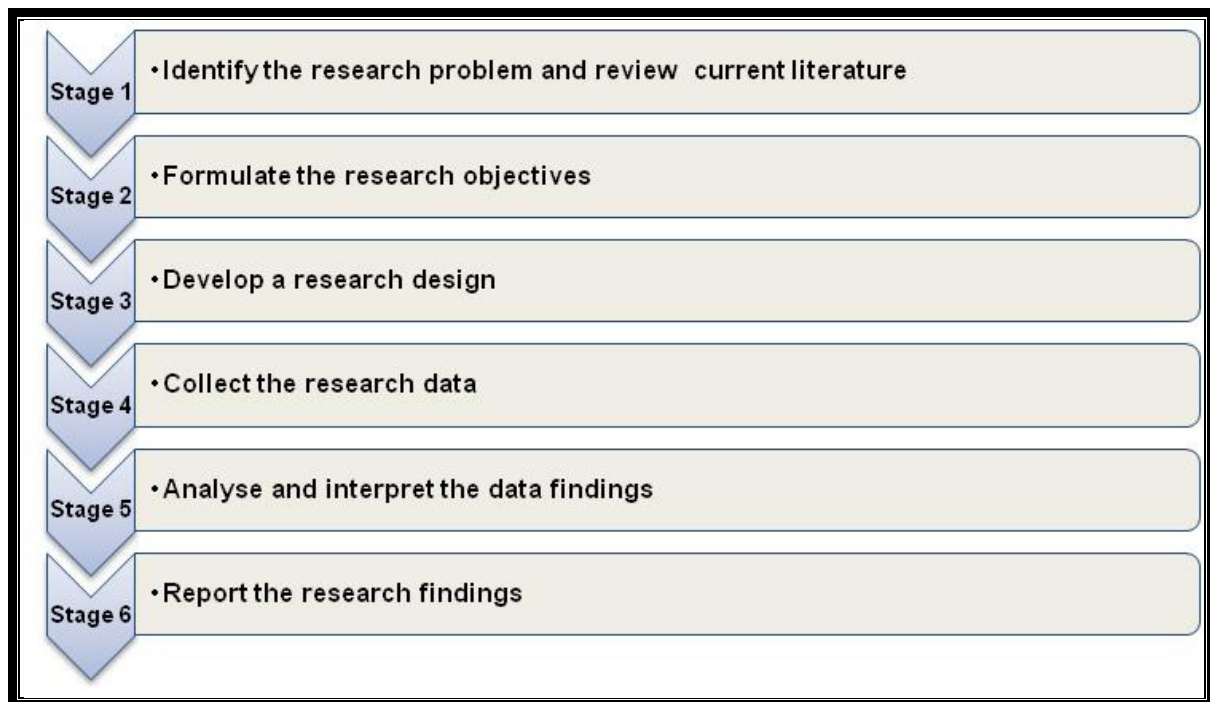 Stage 1
•Identify the research problem and review current literature
Stage 2
•Formulate the research objectives
Stage 3
•Develop a research design
Stage 4
•Collect the research data
Stage 5
•Analyse and interpret the data findings
Stage 6
•Report the research findings